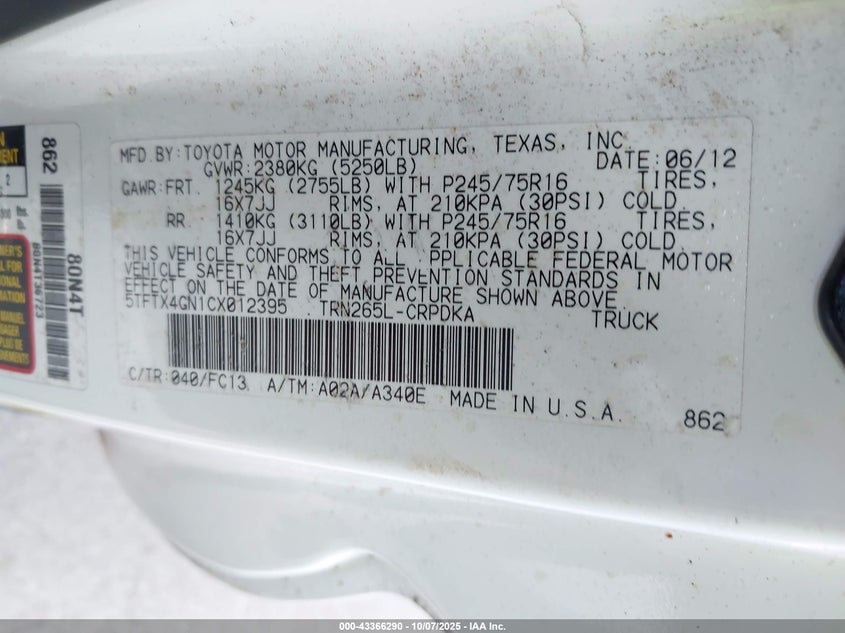 MFD.BY:TOYOTA MOTOR MANUFACTURING, TEXAS, INC.
GVWR:2380KG (5250LB) DATE:06/12
GAWR:FRT. 1245KG (2755LB) WITH P245/75R16 TIRES,
16X7JJ RIMS, AT 210KPA (30PSI) COLD
RR. 1410KG (3110LB) WITH P245/75R16 TIRES,
16X7JJ RIMS, AT 210KPA (30PSI) COLD
THIS VEHICLE CONFORMS TO ALL PPLICABLE FEDERAL MOTOR
VEHICLE SAFETY AND THEFT PREVENTION STANDARDS IN
EFFECT ON THE DATE OF MANUFACTURE SHOWN ABOVE.
5TFTX4GN1CX012395 TRN265L-CRPDKA TRUCK
C/TR:040/FC13 A/TM:A02A/A340E MADE IN U.S.A.
862
862
80N4T
80N4136723
000-43366290 - 10/07/2025 - IAA Inc.